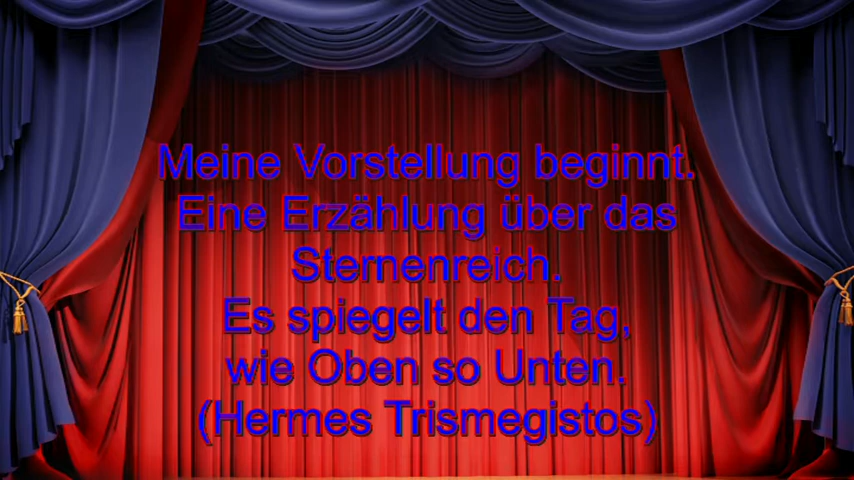 Meine Vorstellung beginnt.
Eine Erzählung über das
Sternenreich.
Es spiegelt den Tag,
wie Oben so Unten.
(Hermes Trismegistos)